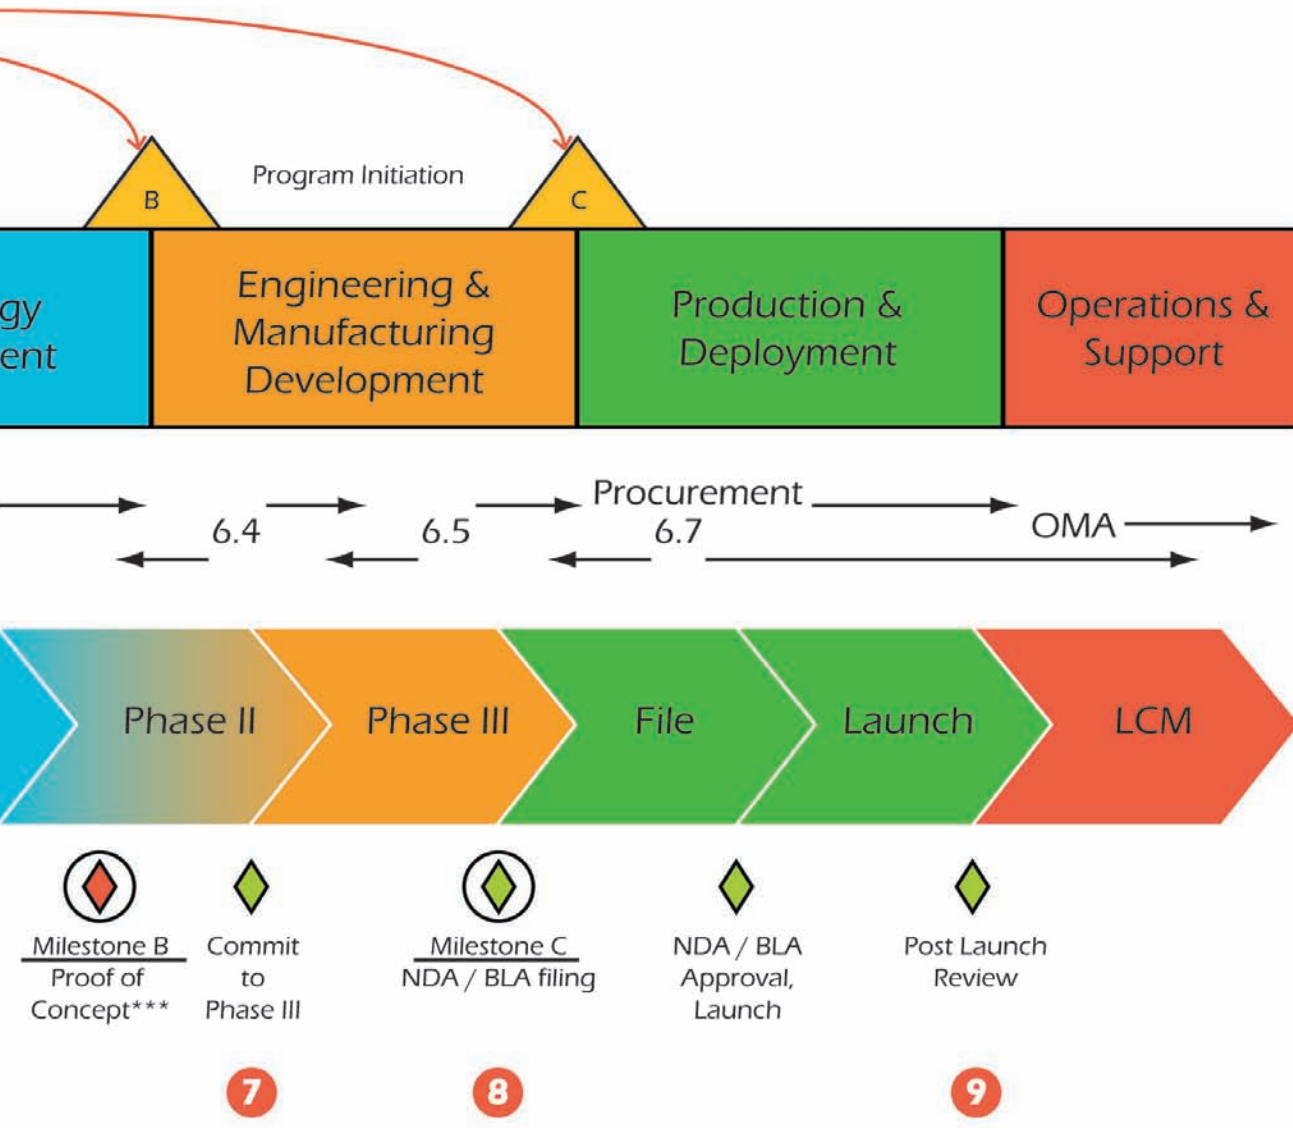 Program Initiation
B
C
gy
ent
Engineering &
Manufacturing
Development
Production &
Deployment
Operations &
Support
Procurement
6.4
6.5
6.7
OMA
Phase II
Phase III
File
Launch
LCM
Milestone B
Proof of
Concept***
Commit
to
Phase III
Milestone C
NDA / BLA filing
NDA / BLA
Approval,
Launch
Post Launch
Review
7
8
9